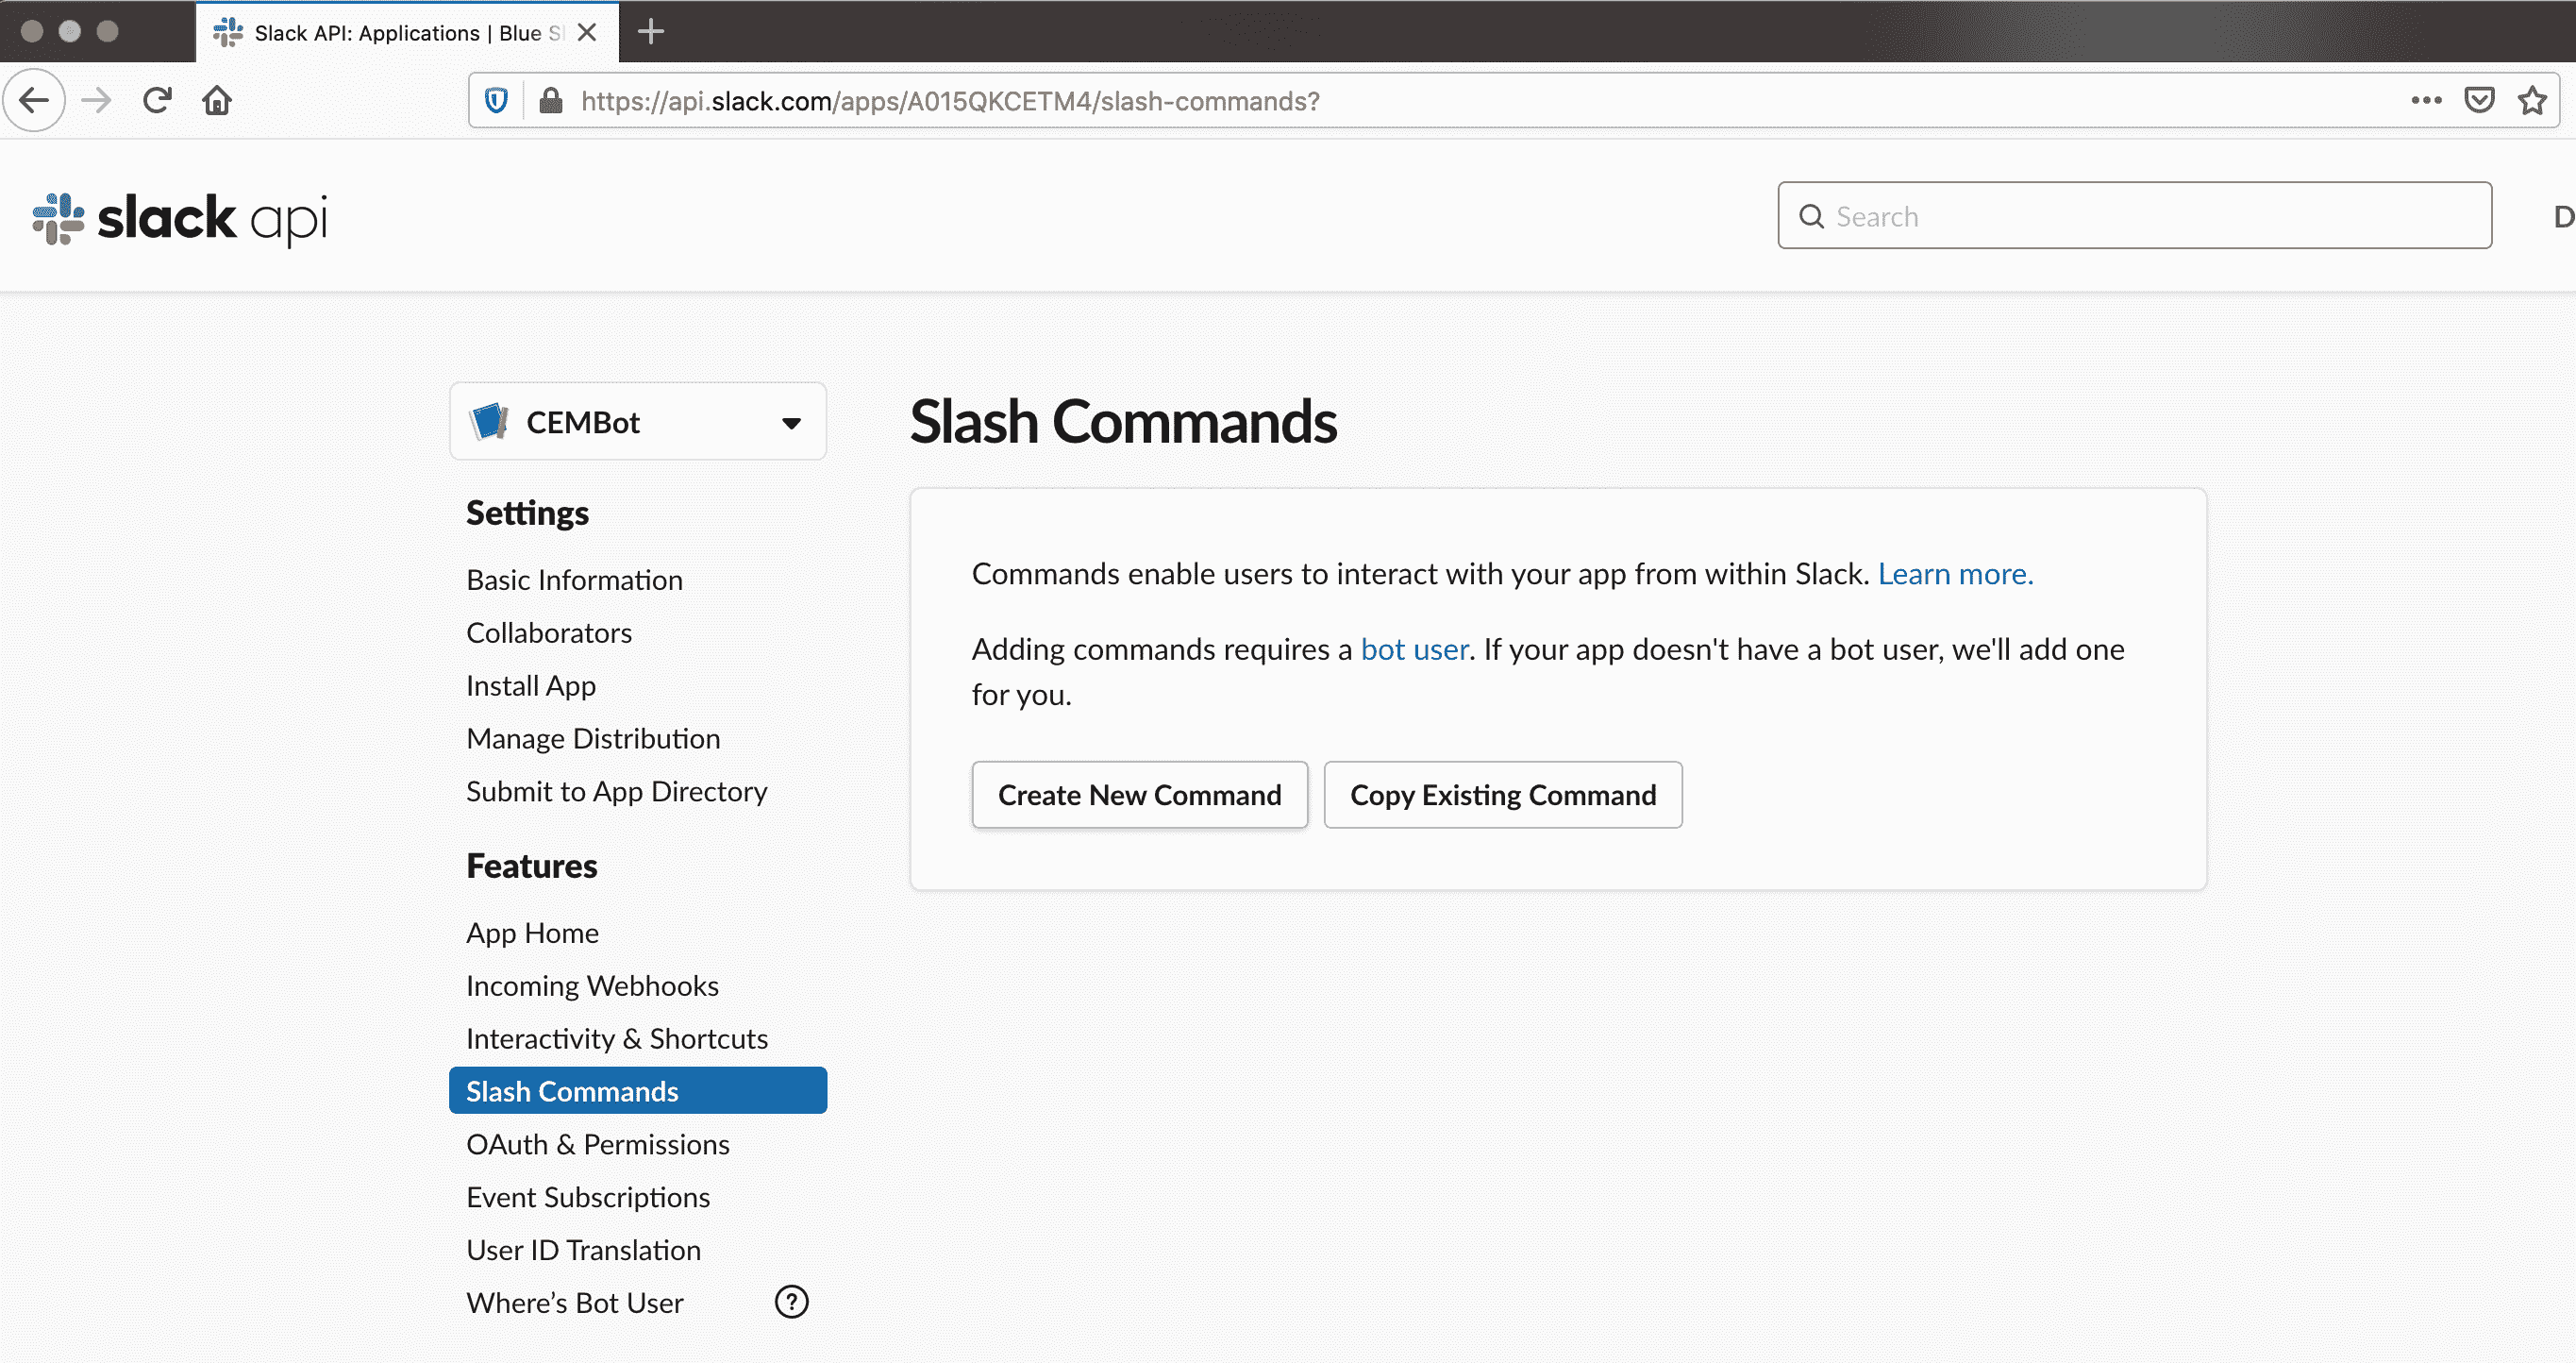 Slack API: Applications | Blue S
https://api.slack.com/apps/A015QKCETM4/slash-commands?
slack api
Search
D
CEMBot
Slash Commands
Settings
Basic Information
Collaborators
Install App
Manage Distribution
Submit to App Directory
Features
App Home
Incoming Webhooks
Interactivity & Shortcuts
Slash Commands
OAuth & Permissions
Event Subscriptions
User ID Translation
Where’s Bot User
?
Commands enable users to interact with your app from within Slack. Learn more.
Adding commands requires a bot user. If your app doesn't have a bot user, we'll add one
for you.
Create New Command
Copy Existing Command